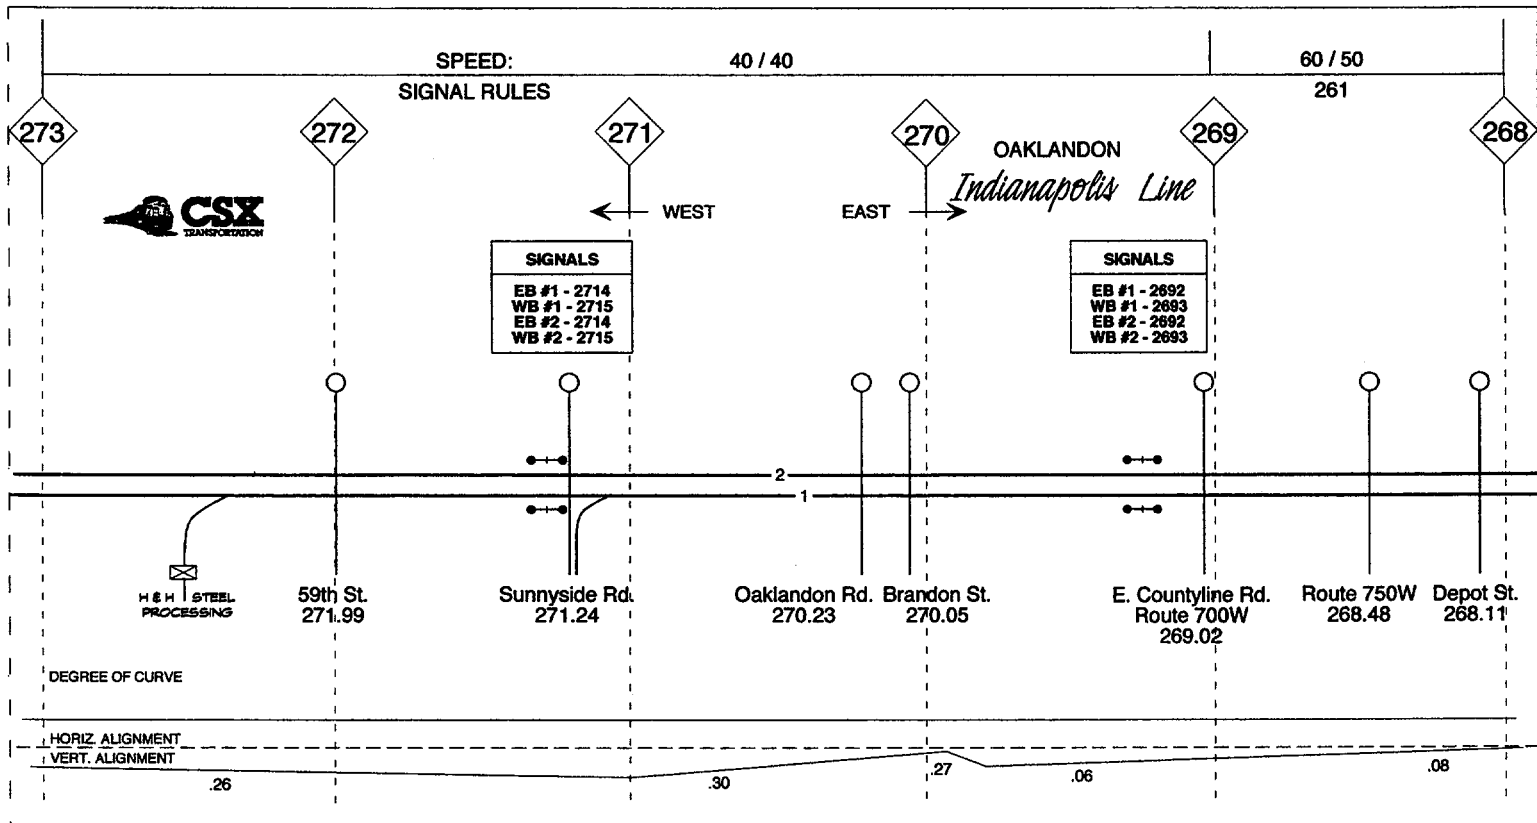 SPEED: 40 / 40 60 / 50
SIGNAL RULES 261
273 272 271 270 269 268
OAKLANDON
Indianapolis Line
CSX
TRANSPORTATION
WEST EAST
SIGNALS
EB #1 - 2714
WB #1 - 2715
EB #2 - 2714
WB #2 - 2715
SIGNALS
EB #1 - 2692
WB #1 - 2693
EB #2 - 2692
WB #2 - 2693
2
1
H & H STEEL
PROCESSING
59th St.
271.99
Sunnyside Rd.
271.24
Oaklandon Rd.
270.23
Brandon St.
270.05
E. Countyline Rd.
Route 700W
269.02
Route 750W
268.48
Depot St.
268.11
DEGREE OF CURVE
HORIZ. ALIGNMENT
VERT. ALIGNMENT
.26 .30 .27 .06 .08